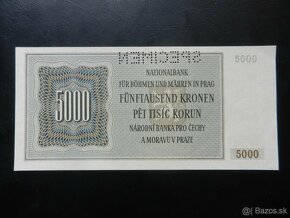 SPECIMEN
5000
NATIONALBANK
FÜR BÖHMEN UND MÄHREN IN PRAG
FÜNFTAUSEND KRONEN
PĚT TISÍC KORUN
NÁRODNÍ BANKA PRO ČECHY
A MORAVU V PRAZE
5000
5000
Bazos.sk